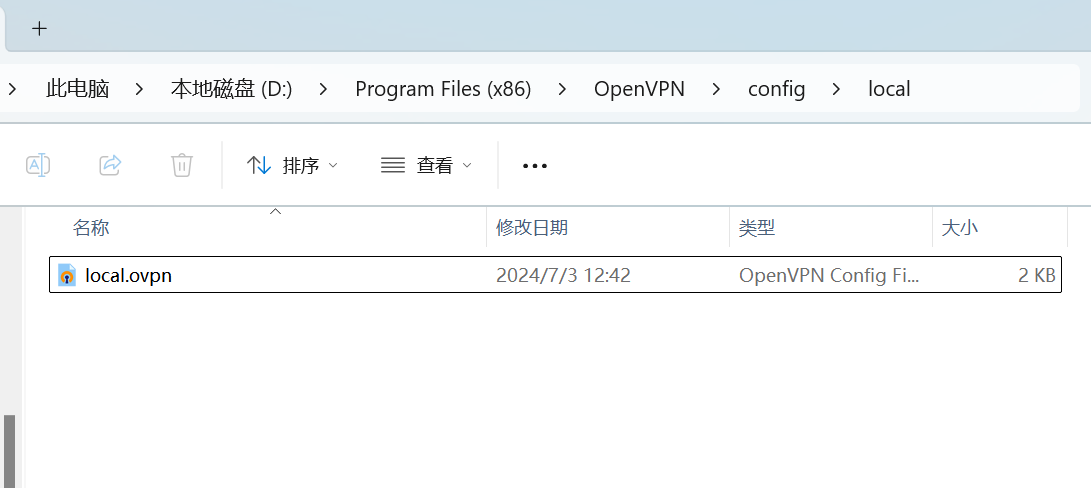 此电脑 本地磁盘 (D:) Program Files (x86) OpenVPN config local
排序 查看
名称 修改日期 类型 大小
local.ovpn 2024/7/3 12:42 OpenVPN Config Fi... 2 KB